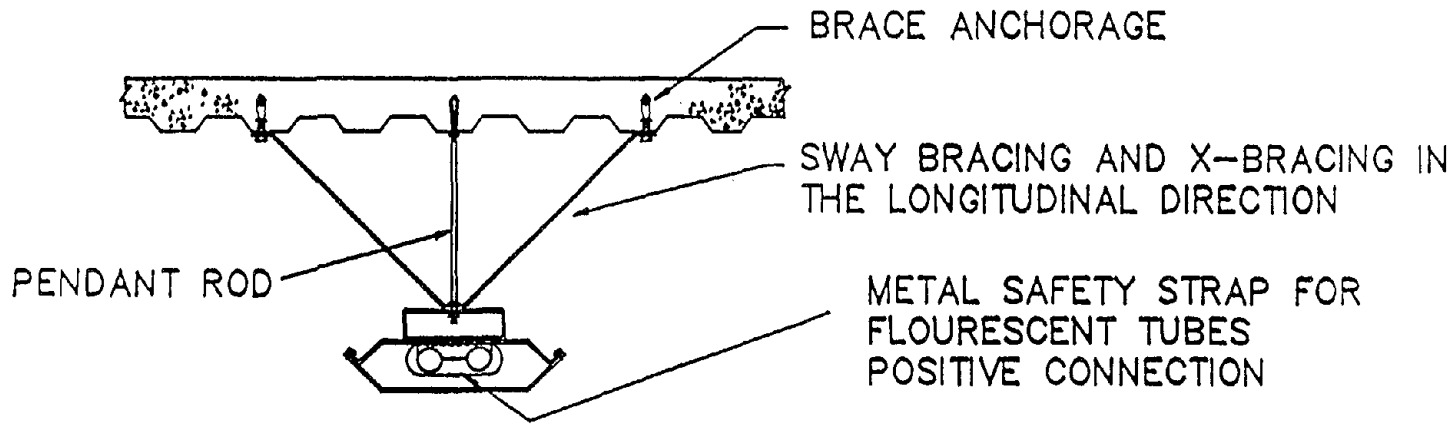 BRACE ANCHORAGE
SWAY BRACING AND X-BRACING IN
THE LONGITUDINAL DIRECTION
PENDANT ROD
METAL SAFETY STRAP FOR
FLOURESCENT TUBES
POSITIVE CONNECTION